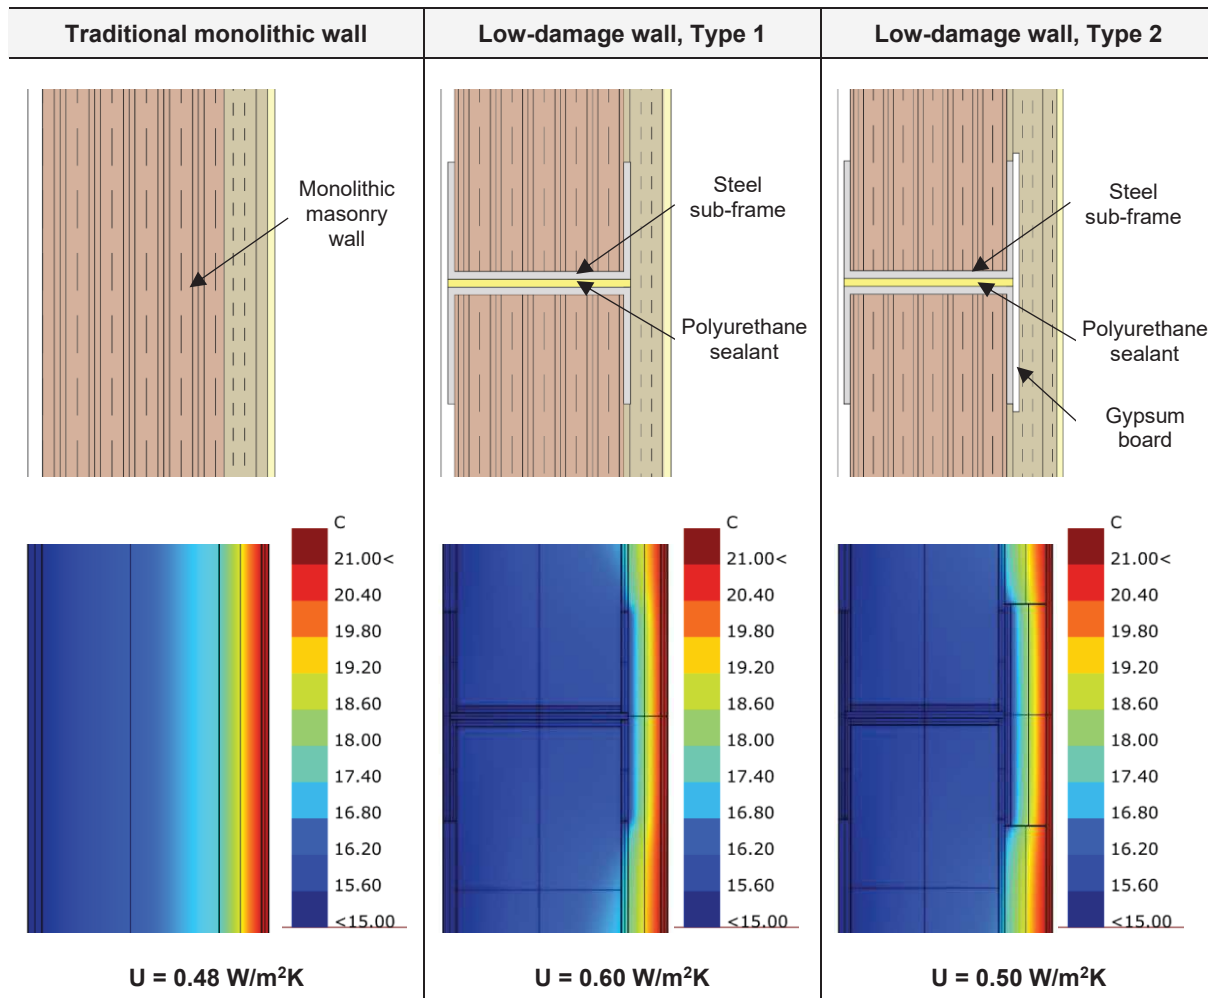 Traditional monolithic wall
Low-damage wall, Type 1
Low-damage wall, Type 2
Monolithic
masonry
wall
Steel
sub-frame
Polyurethane
sealant
Steel
sub-frame
Polyurethane
sealant
Gypsum
board
C
21.00<
20.40
19.80
19.20
18.60
18.00
17.40
16.80
16.20
15.60
<15.00
C
21.00<
20.40
19.80
19.20
18.60
18.00
17.40
16.80
16.20
15.60
<15.00
C
21.00<
20.40
19.80
19.20
18.60
18.00
17.40
16.80
16.20
15.60
<15.00
U = 0.48 W/m²K
U = 0.60 W/m²K
U = 0.50 W/m²K